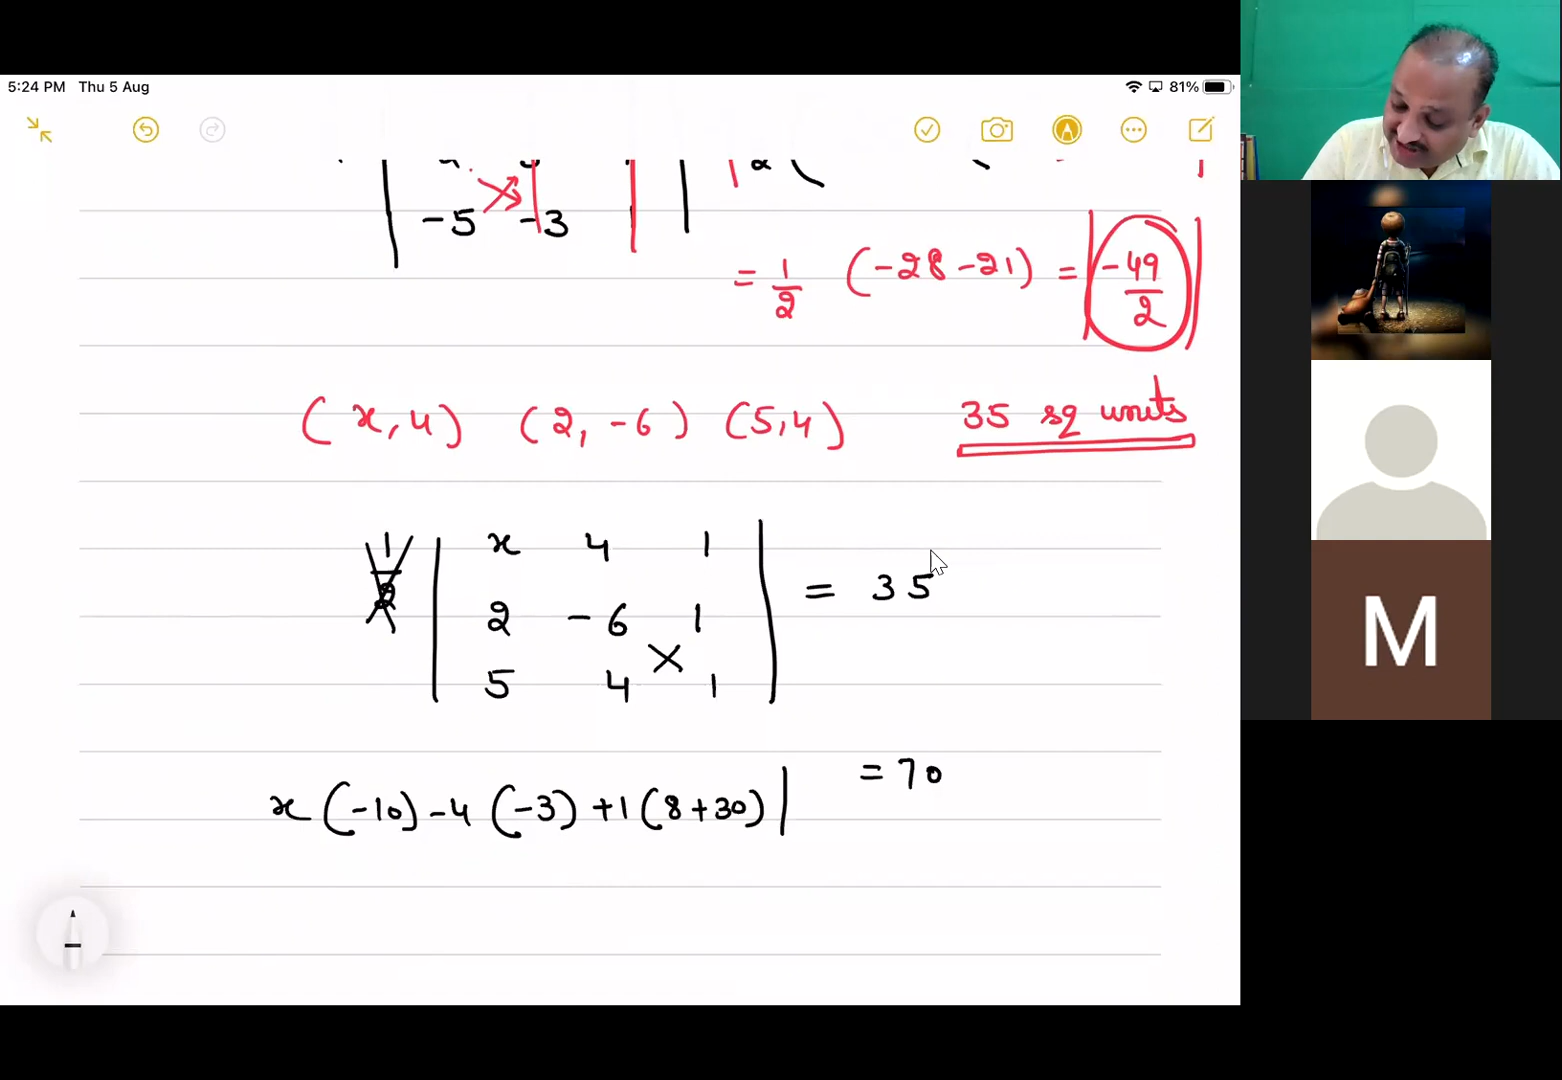 5:24 PM Thu 5 Aug 81%
-5 -3
= 1/2 (-28-21) = |-49/2|
(x,4) (2,-6) (5,4) 35 sq units
1/2 | x 4 1 |
| 2 -6 1 | = 35
| 5 4 1 |
= 70
x(-10)-4(-3)+1(8+30)|
M